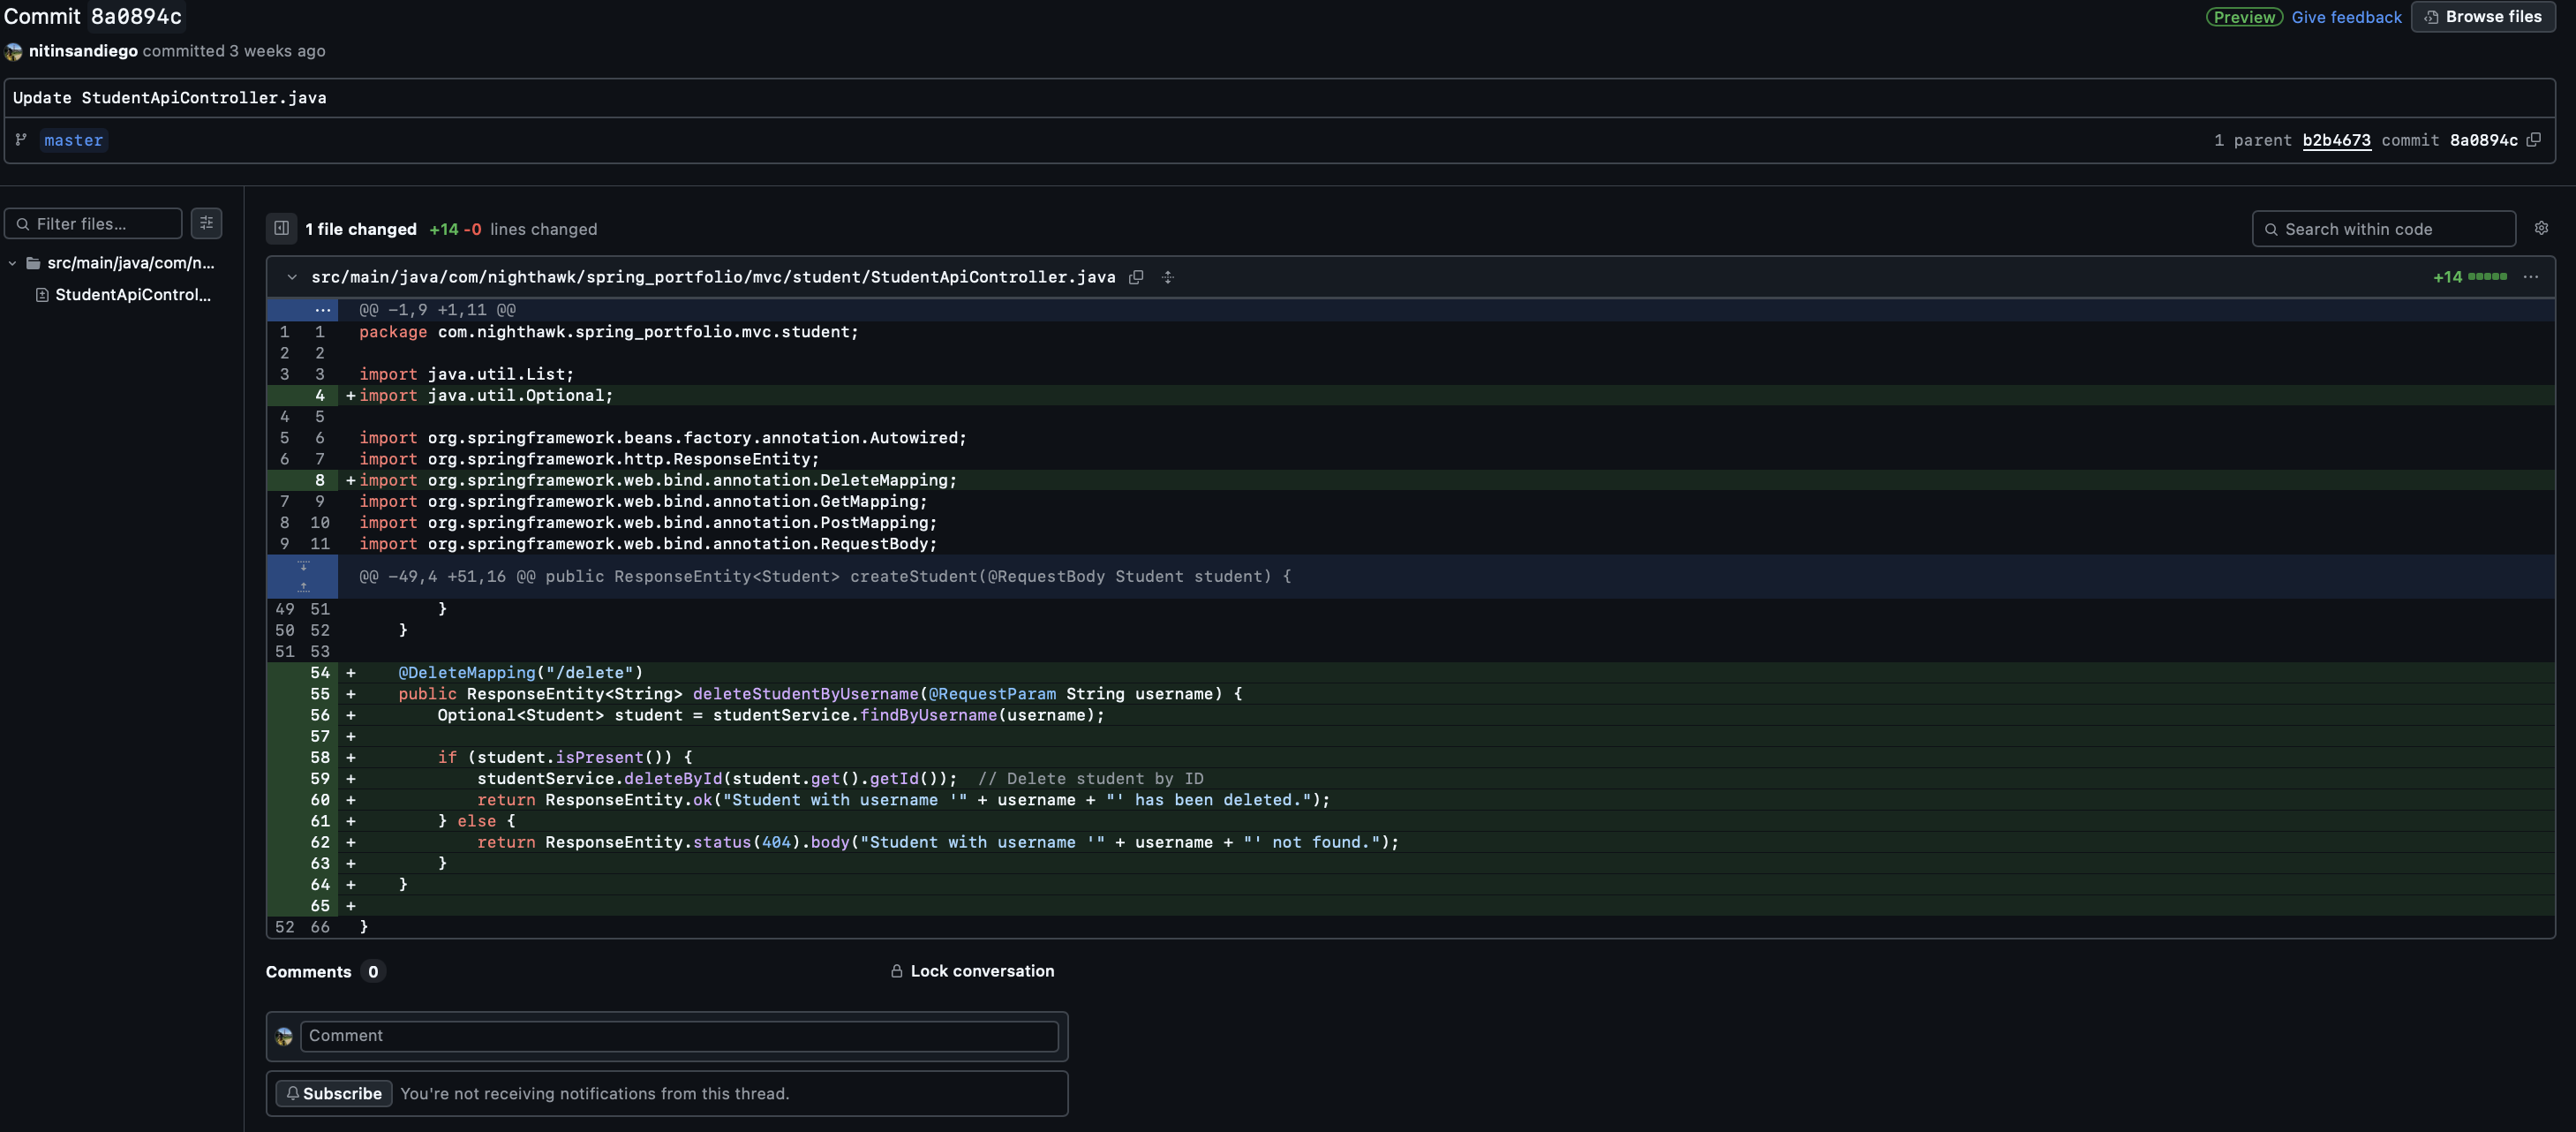 Commit 8a0894c
Preview Give feedback Browse files
nitinsandiego committed 3 weeks ago
Update StudentApiController.java
master
1 parent b2b4673 commit 8a0894c
Filter files...
src/main/java/com/n...
StudentApiControl...
1 file changed +14 -0 lines changed
Search within code
src/main/java/com/nighthawk/spring_portfolio/mvc/student/StudentApiController.java
+14
@@ -1,9 +1,11 @@
1 1 package com.nighthawk.spring_portfolio.mvc.student;
2 2
3 3 import java.util.List;
4 +import java.util.Optional;
4 5
5 6 import org.springframework.beans.factory.annotation.Autowired;
6 7 import org.springframework.http.ResponseEntity;
8 +import org.springframework.web.bind.annotation.DeleteMapping;
7 9 import org.springframework.web.bind.annotation.GetMapping;
8 10 import org.springframework.web.bind.annotation.PostMapping;
9 11 import org.springframework.web.bind.annotation.RequestBody;
@@ -49,4 +51,16 @@ public ResponseEntity<Student> createStudent(@RequestBody Student student) {
49 51 }
50 52 }
51 53
54 + @DeleteMapping("/delete")
55 + public ResponseEntity<String> deleteStudentByUsername(@RequestParam String username) {
56 + Optional<Student> student = studentService.findByUsername(username);
57 +
58 + if (student.isPresent()) {
59 + studentService.deleteById(student.get().getId());  // Delete student by ID
60 + return ResponseEntity.ok("Student with username '" + username + "' has been deleted.");
61 + } else {
62 + return ResponseEntity.status(404).body("Student with username '" + username + "' not found.");
63 + }
64 + }
65 +
52 66 }
Comments 0
Lock conversation
Comment
Subscribe You're not receiving notifications from this thread.